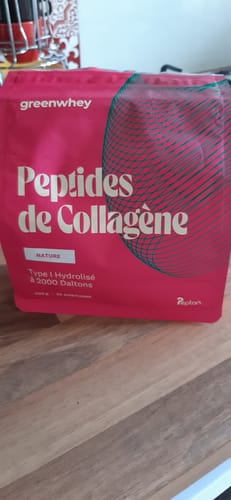 greenwhey
Peptides
de Collagène
NATURE
Type I Hydrolisé
à 2000 Daltons
Peptan